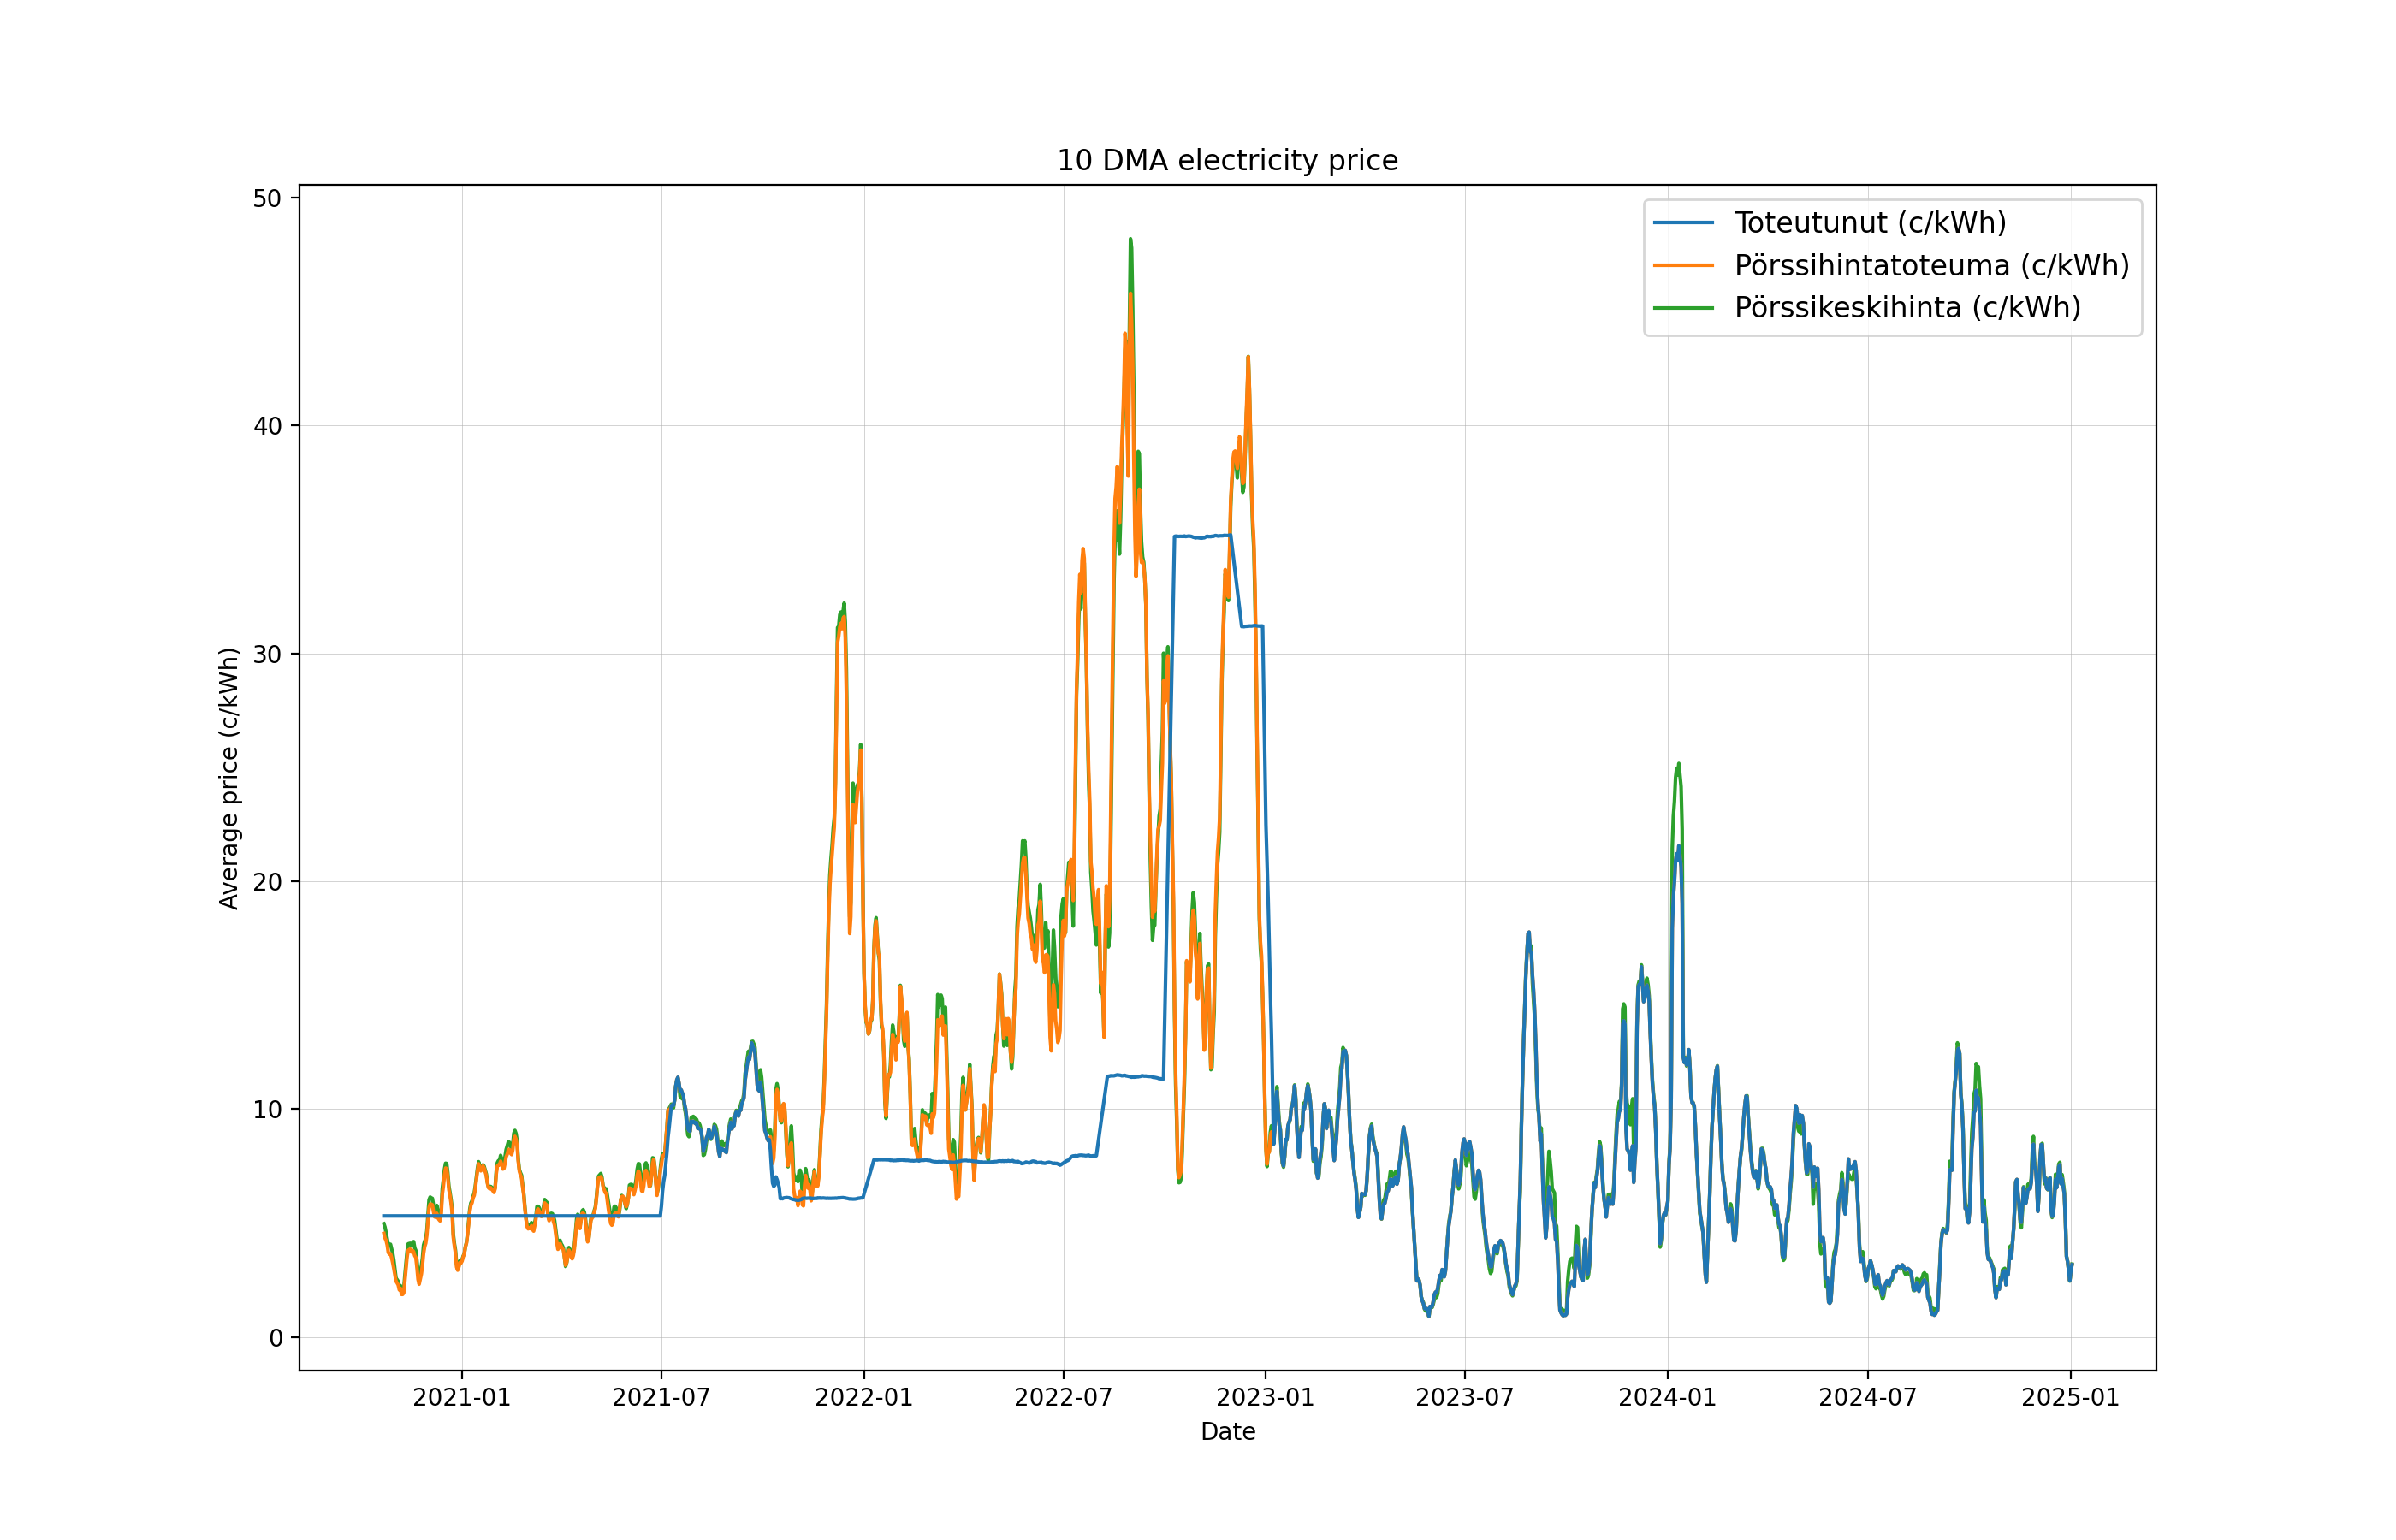 10 DMA electricity price
50
40
30
20
10
0
Average price (c/kWh)
Toteutunut (c/kWh)
Pörssihintatoteuma (c/kWh)
Pörssikeskihinta (c/kWh)
2021-01 2021-07 2022-01 2022-07 2023-01 2023-07 2024-01 2024-07 2025-01
Date